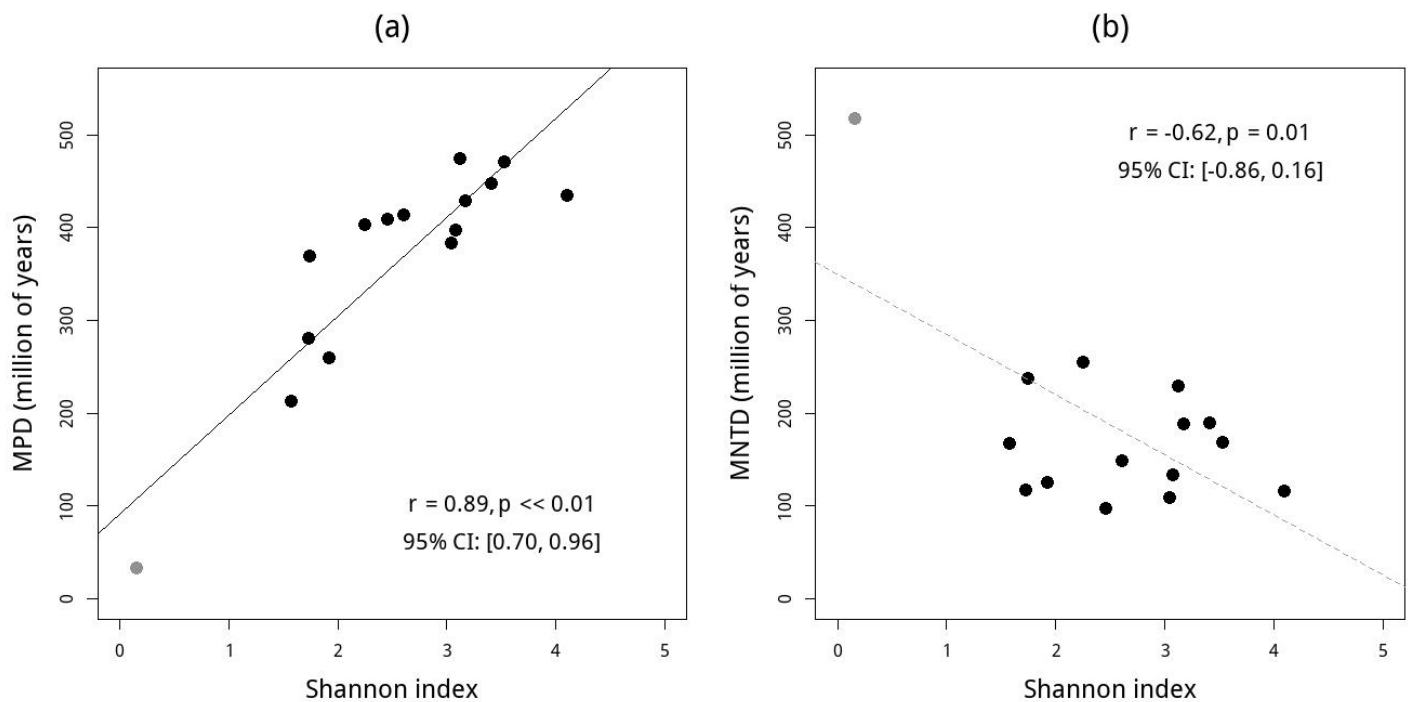 (a)
MPD (million of years)
500
400
300
200
100
0
r = 0.89, p << 0.01
95% CI: [0.70, 0.96]
0 1 2 3 4 5
Shannon index
(b)
MNTD (million of years)
500
400
300
200
100
0
r = -0.62, p = 0.01
95% CI: [-0.86, 0.16]
0 1 2 3 4 5
Shannon index